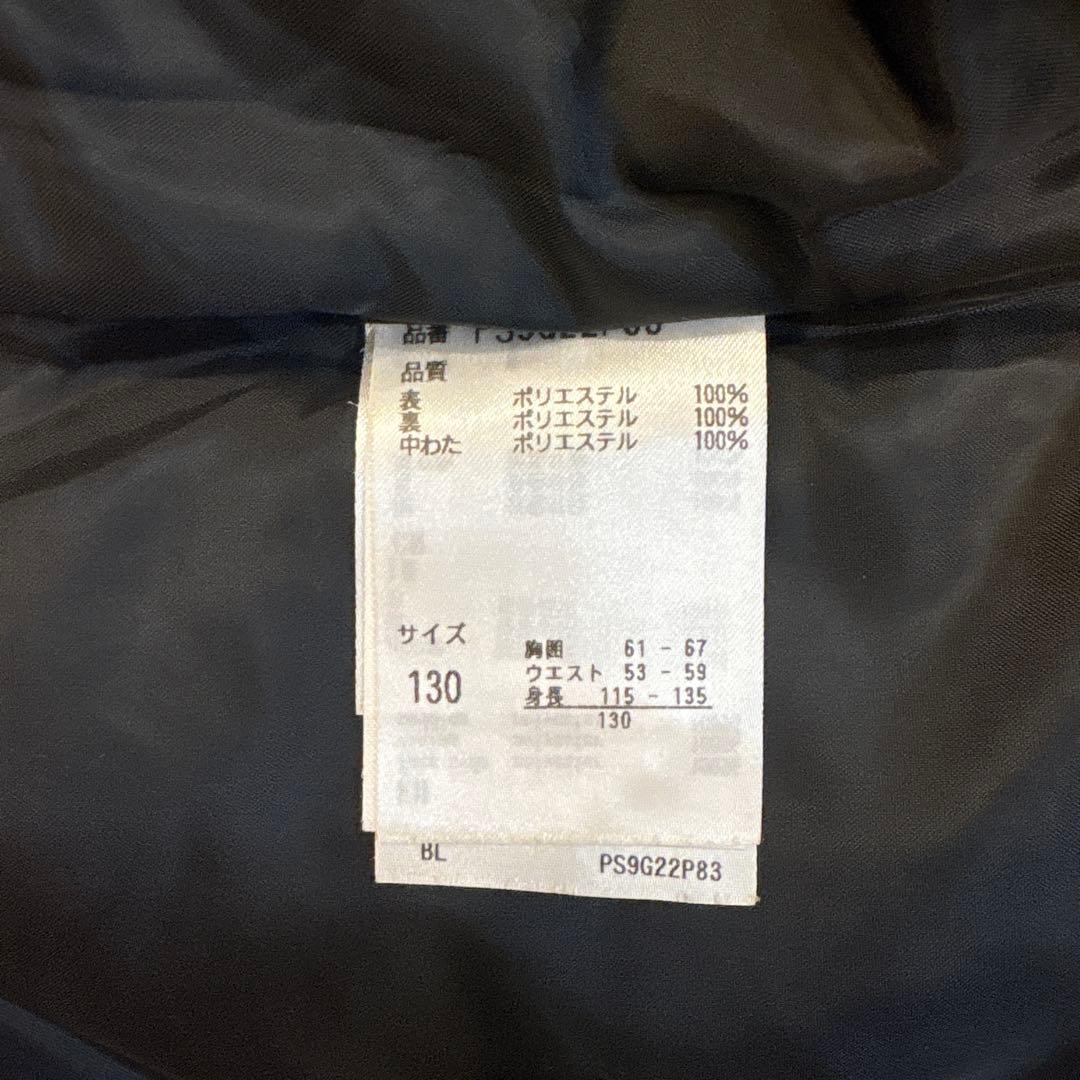 品番
品質
表 ポリエステル 100%
裏 ポリエステル 100%
中わた ポリエステル 100%
サイズ
130
胸囲 61 - 67
ウエスト 53 - 59
身長 115 - 135
130
BL PS9G22P83